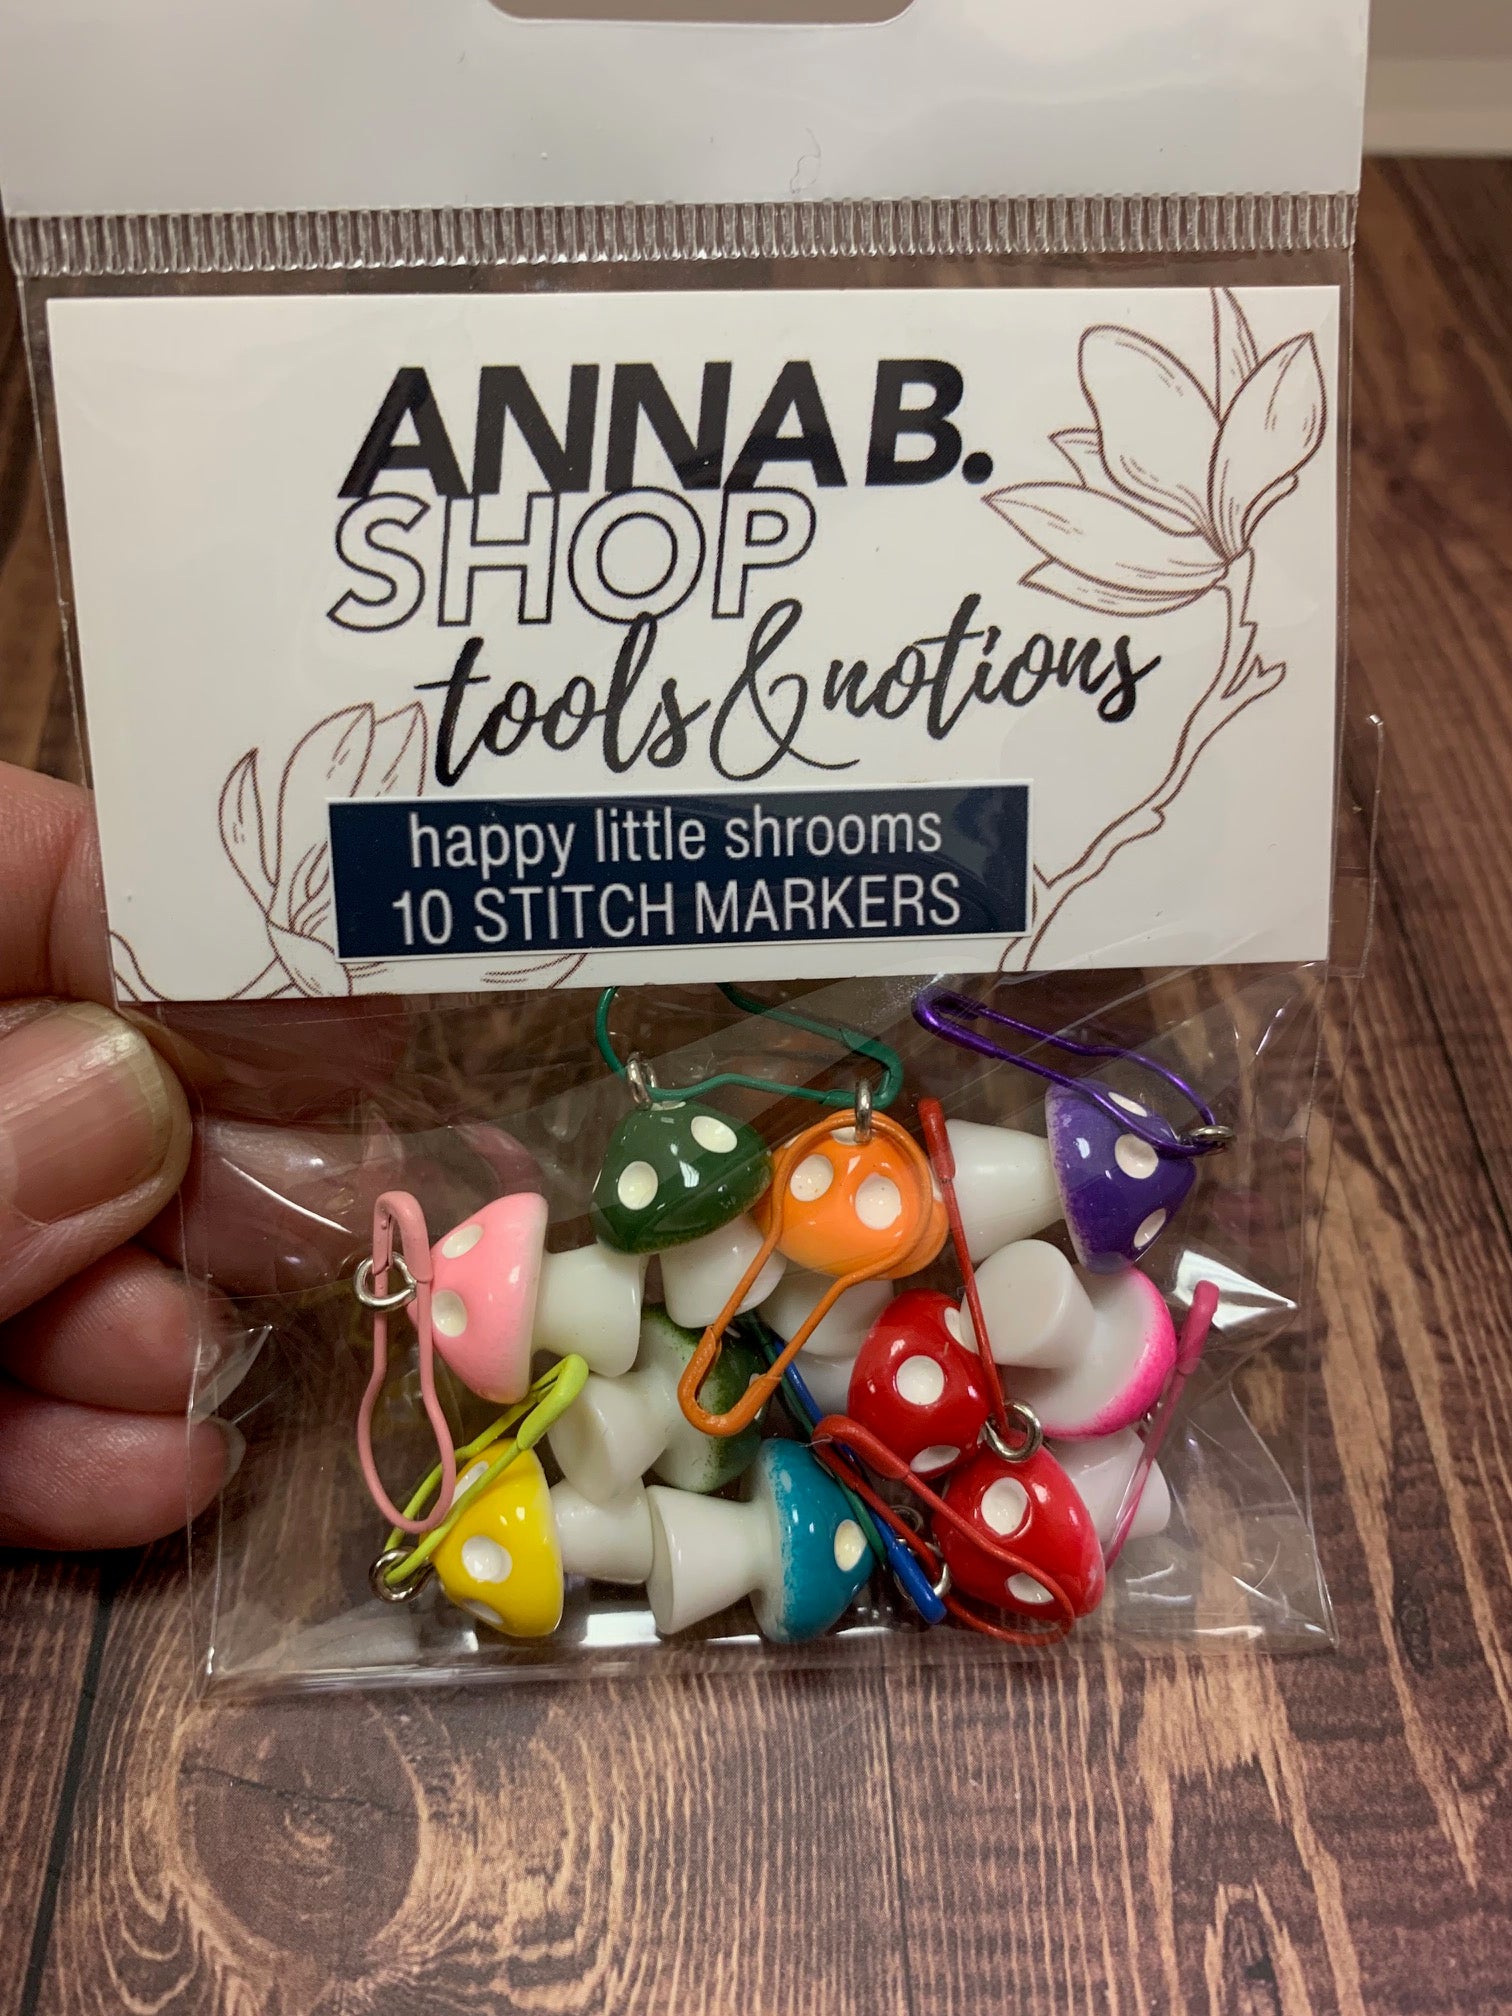 ANNA B.
SHOP
tools & notions
happy little shrooms
10 STITCH MARKERS